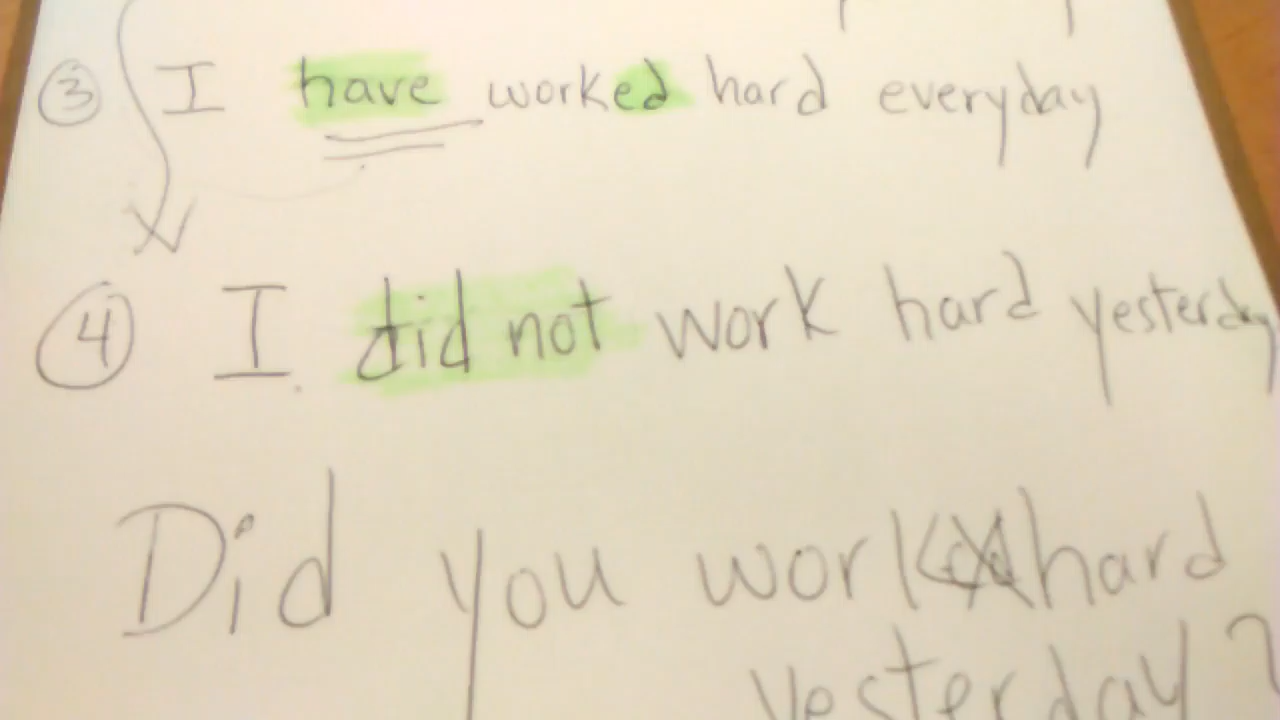 ③ I have worked hard everyday
④ I did not work hard yesterday
Did you work hard
yesterday?